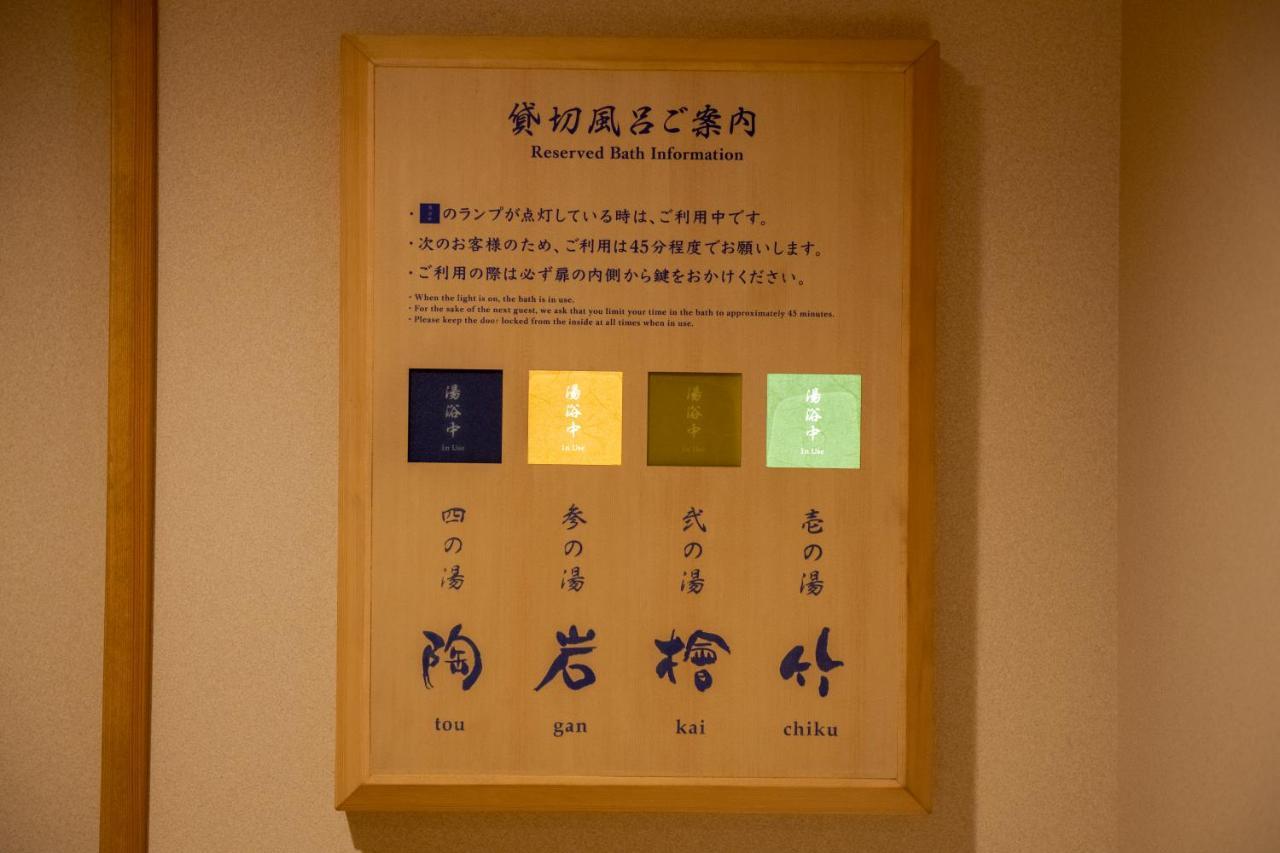 貸切風呂ご案内
Reserved Bath Information
・のランプが点灯している時は、ご利用中です。
・次のお客様のため、ご利用は45分程度でお願いします。
・ご利用の際は必ず扉の内側から鍵をおかけください。
・When the light is on, the bath is in use.
・For the sake of the next guest, we ask that you limit your time in the bath to approximately 45 minutes.
・Please keep the door locked from the inside at all times when in use.
湯浴中
In Use
湯浴中
In Use
湯浴中
In Use
湯浴中
In Use
四の湯
参の湯
弐の湯
壱の湯
陶
岩
檜
竹
tou
gan
kai
chiku